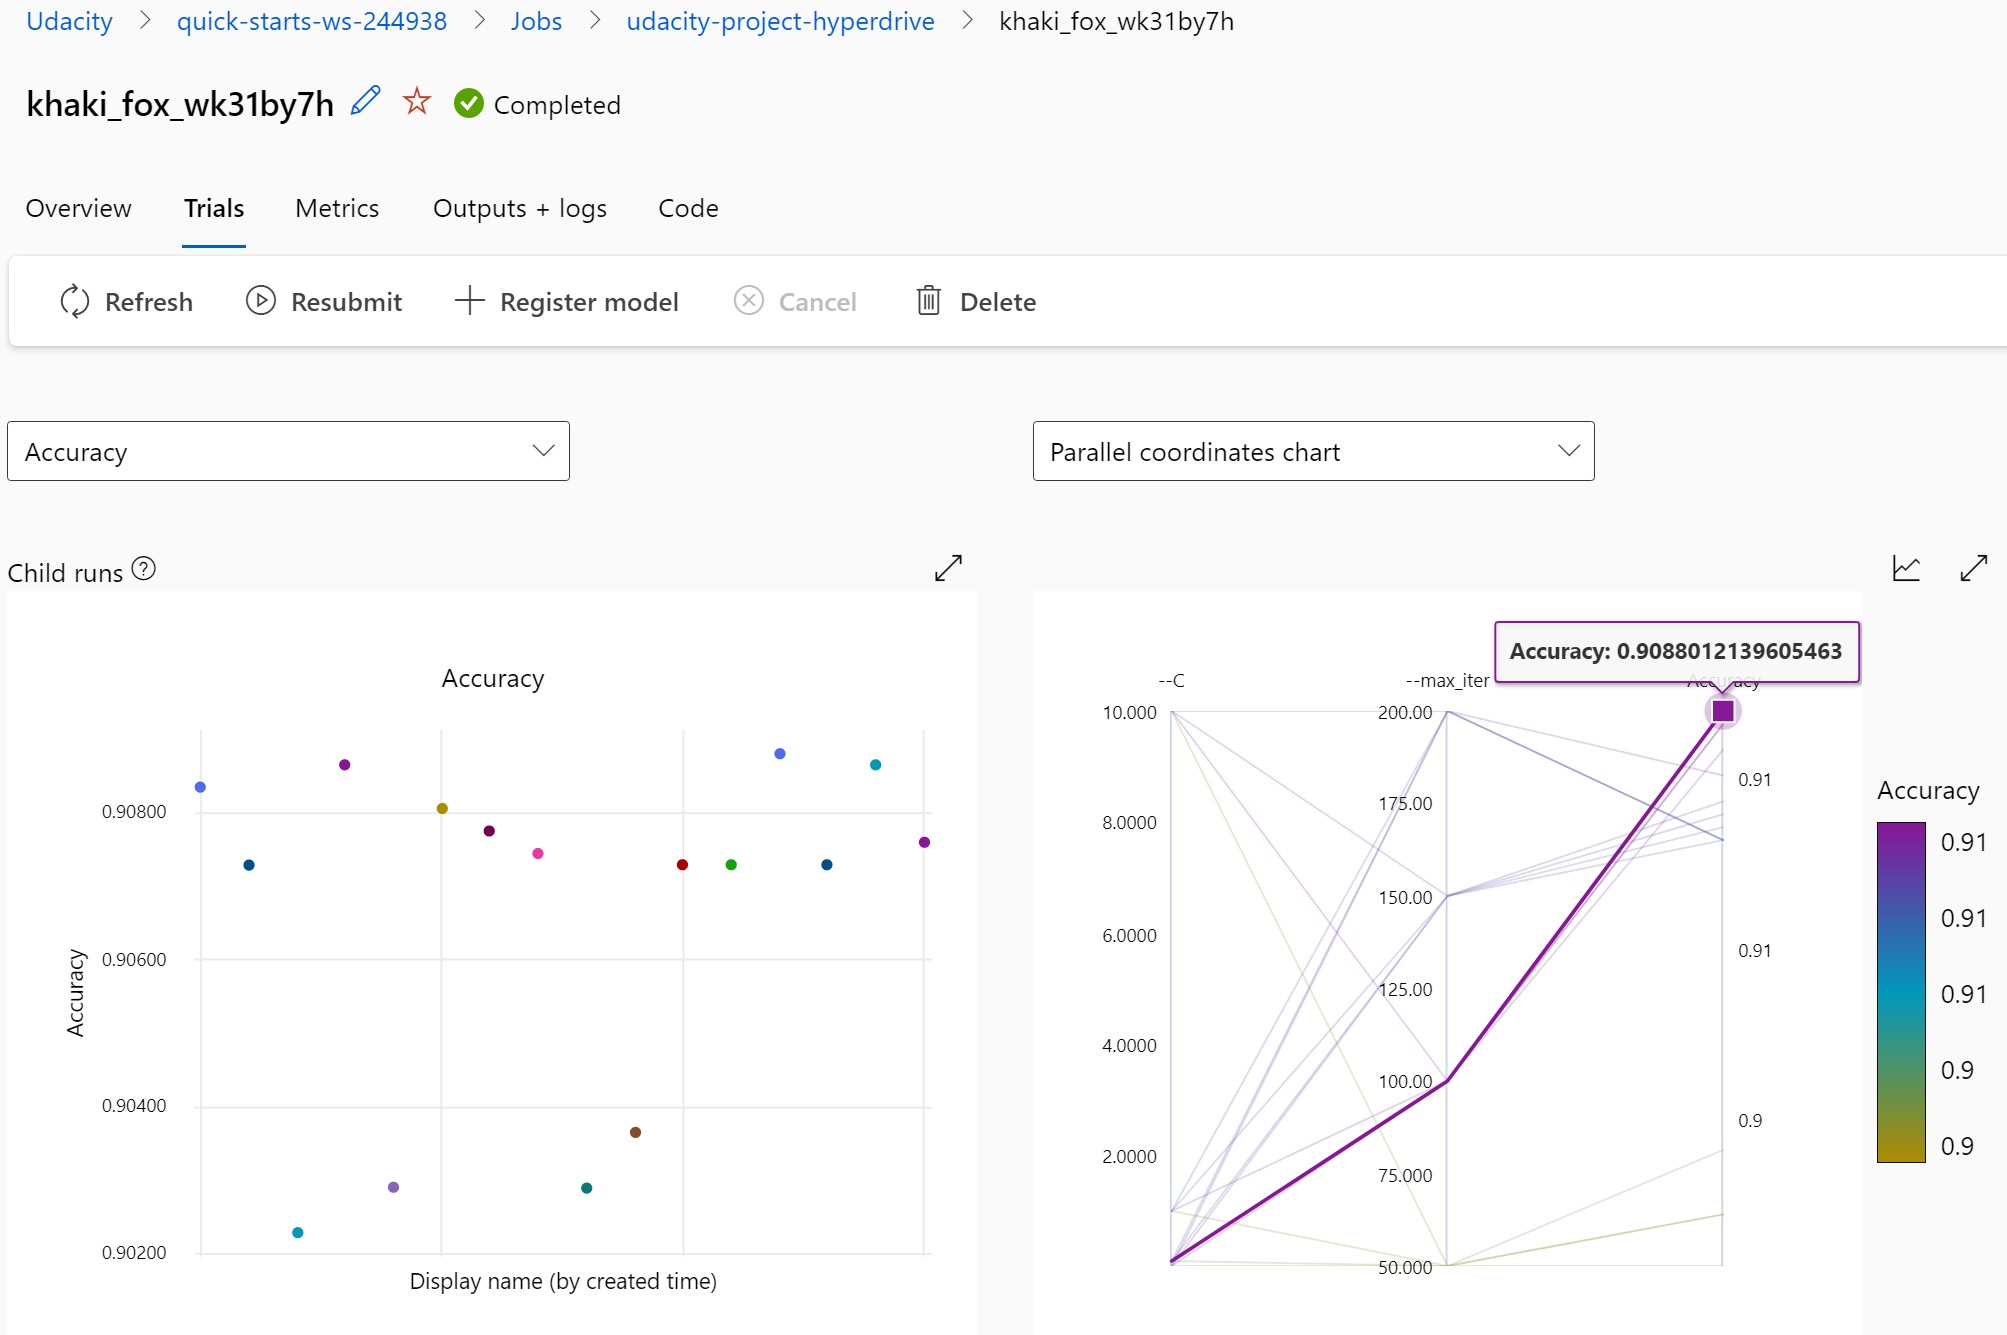 Udacity > quick-starts-ws-244938 > Jobs > udacity-project-hyperdrive > khaki_fox_wk31by7h
khaki_fox_wk31by7h Completed
Overview Trials Metrics Outputs + logs Code
Refresh Resubmit Register model Cancel Delete
Accuracy
Parallel coordinates chart
Child runs ?
Accuracy
0.90800
0.90600
0.90400
0.90200
Accuracy
Display name (by created time)
Accuracy: 0.9088012139605463
--C
--max_iter
Accuracy
10.000
8.0000
6.0000
4.0000
2.0000
200.00
175.00
150.00
125.00
100.00
75.000
50.000
0.91
0.91
0.9
Accuracy
0.91
0.91
0.91
0.9
0.9